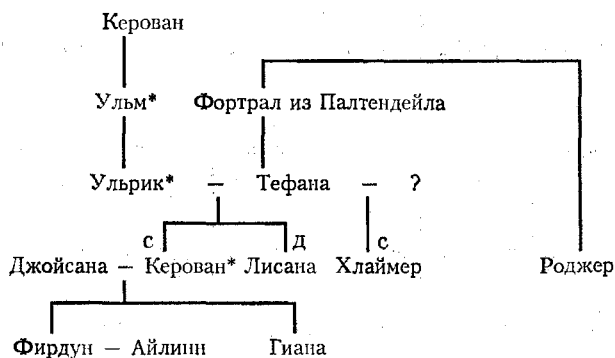 Керован
Ульм* Фортрал из Палтендейла
Ульрик* – Тефана – ?
С Д С
Джойсана – Керован* Лисана Хлаймер Роджер
Фирдун – Айлинн Гиана